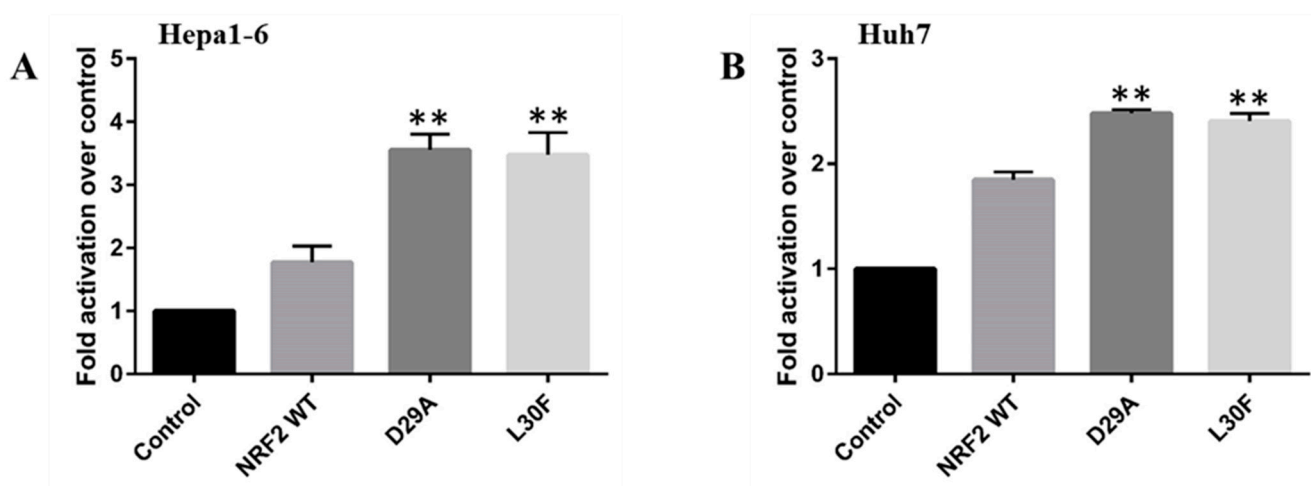 A
Hepa1-6
Fold activation over control
5
4
3
2
1
0
**
**
Control
NRF2 WT
D29A
L30F
B
Huh7
Fold activation over control
3
2
1
0
**
**
Control
NRF2 WT
D29A
L30F